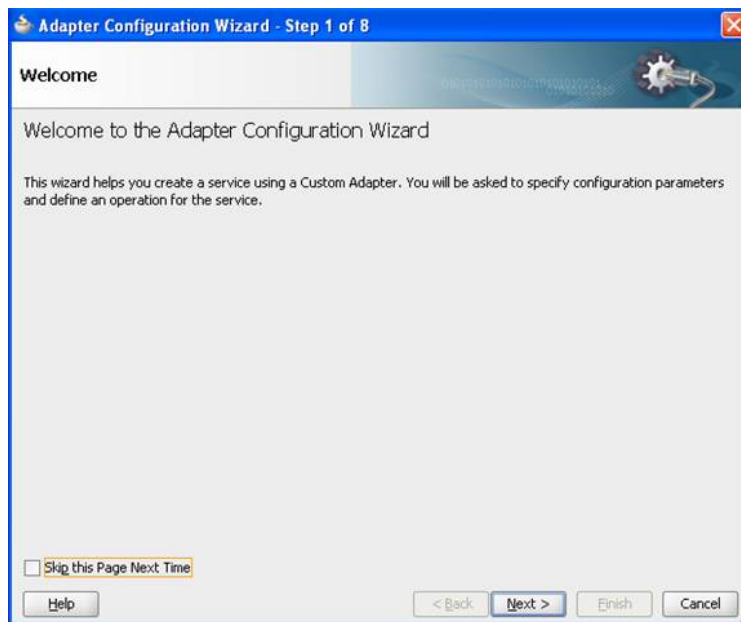 Adapter Configuration Wizard - Step 1 of 8
Welcome
Welcome to the Adapter Configuration Wizard
This wizard helps you create a service using a Custom Adapter. You will be asked to specify configuration parameters
and define an operation for the service.
Skip this Page Next Time
Help
< Back
Next >
Finish
Cancel